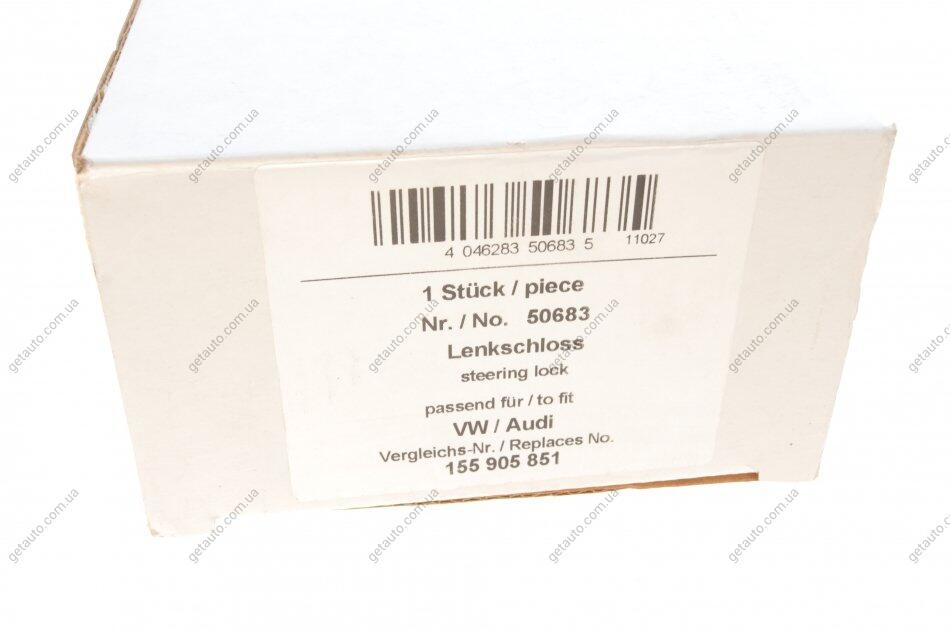 4 046283 50683 5 11027
1 Stück / piece
Nr. / No. 50683
Lenkschloss
steering lock
passend für / to fit
VW / Audi
Vergleichs-Nr. / Replaces No.
155 905 851
getauto.com.ua